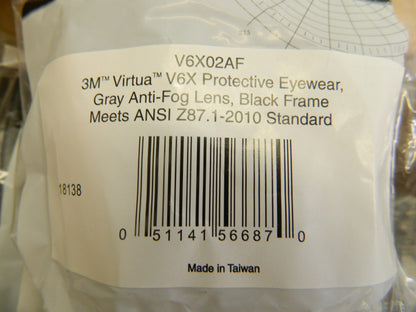 V6X02AF
3M™ Virtua™ V6X Protective Eyewear,
Gray Anti-Fog Lens, Black Frame
Meets ANSI Z87.1-2010 Standard
18138
0 51141 56687 0
Made in Taiwan